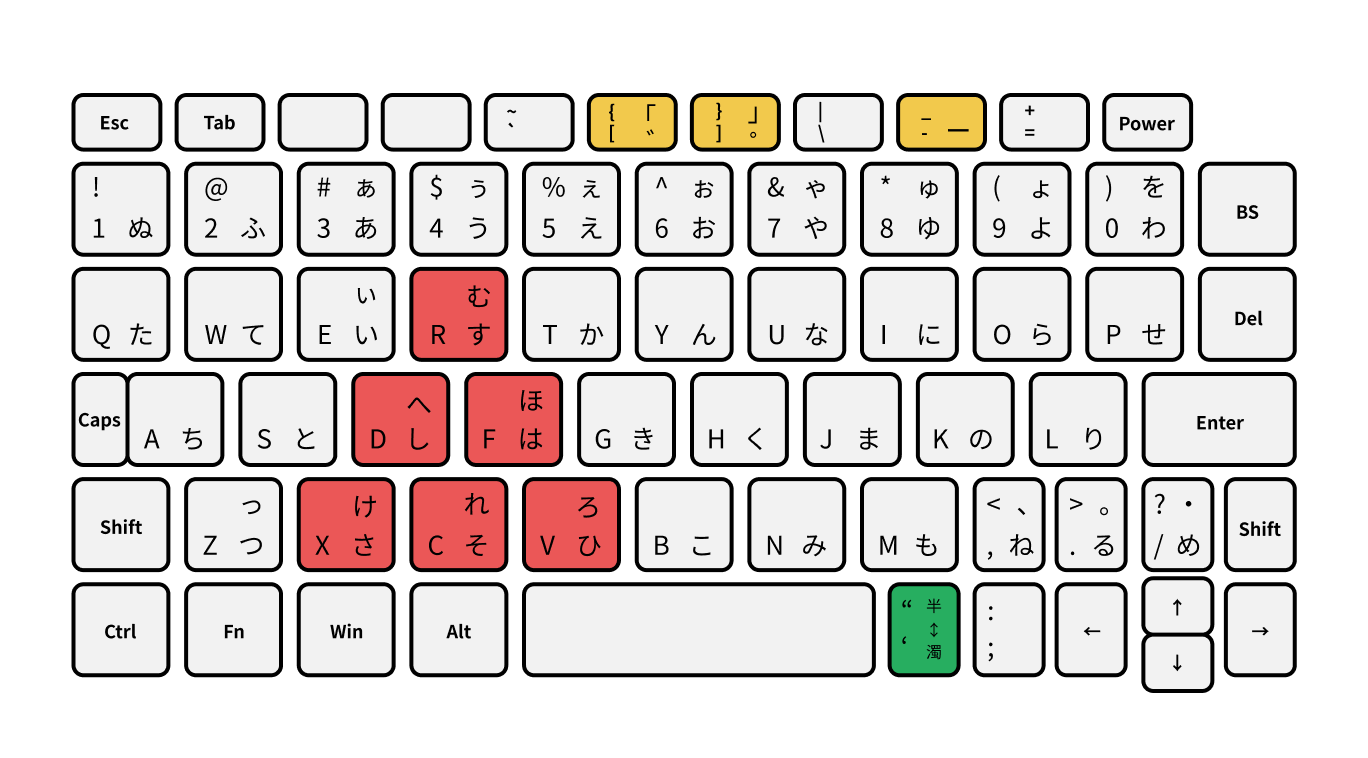 Esc Tab ~ ` { 「 [ ゛ } 」 ] ゜ | \ _ - ー + = Power
! 1 ぬ @ 2 ふ # ぁ 3 あ $ ぅ 4 う % ぇ 5 え ^ ぉ 6 お & ゃ 7 や * ゅ 8 ゆ ( ょ 9 よ ) を 0 わ BS
Q た W て ぃ E い む R す T か Y ん U な I に O ら P せ Del
Caps A ち S と へ D し ほ F は G き H く J ま K の L り Enter
Shift っ Z つ け X さ れ C そ ろ V ひ B こ N み M も < 、 , ね > 。 . る ? ・ / め Shift
Ctrl Fn Win Alt “ ‘ 半 ↕ 濁 : ; ← ↑ ↓ →